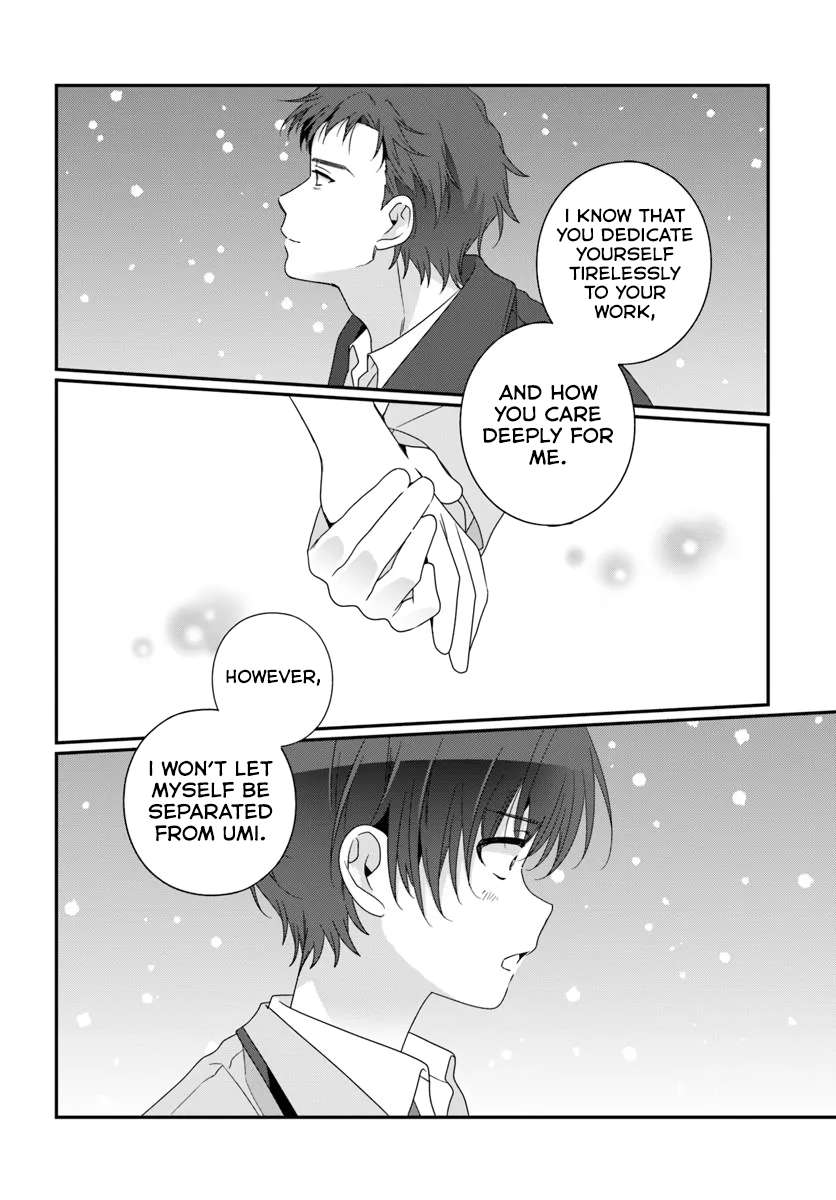 I KNOW THAT
YOU DEDICATE
YOURSELF
TIRELESSLY
TO YOUR
WORK,
AND HOW
YOU CARE
DEEPLY FOR
ME.
HOWEVER,
I WON'T LET
MYSELF BE
SEPARATED
FROM UMI.